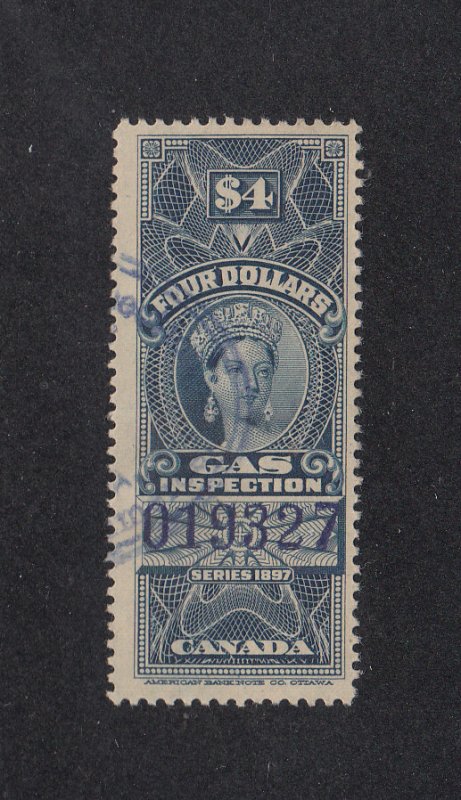 $4
FOUR DOLLARS
GAS
INSPECTION
019327
SERIES 1897
CANADA
AMERICAN BANK NOTE CO. OTTAWA